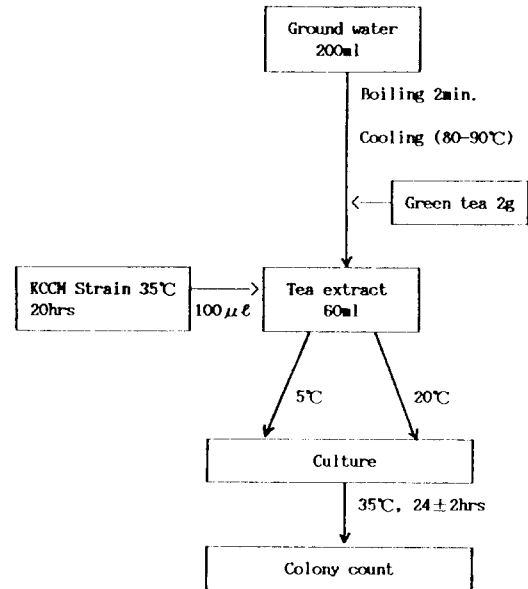 Ground water
200ml
Boiling 2min.
Cooling (80-90℃)
Green tea 2g
KCCM Strain 35℃
20hrs
100μℓ
Tea extract
60ml
5℃
20℃
Culture
35℃, 24±2hrs
Colony count